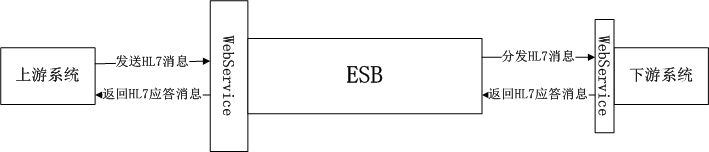 上游系统
发送HL7消息
返回HL7应答消息
WebService
ESB
分发HL7消息
返回HL7应答消息
WebService
下游系统